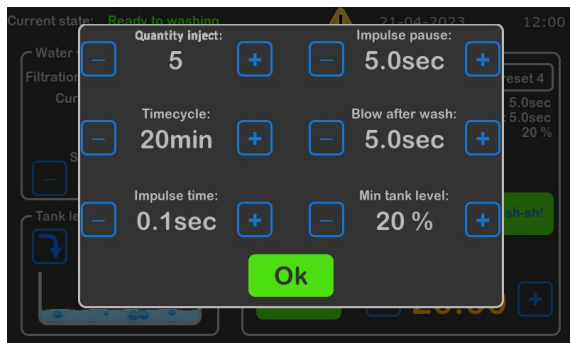 Current state: Ready to washing
21-04-2023
12:00
Water
Filtration
Cur
Tank le
Quantity inject:
5
Impulse pause:
5.0sec
Timecycle:
20min
Blow after wash:
5.0sec
Impulse time:
0.1sec
Min tank level:
20 %
Ok
reset 4
5.0sec
5.0sec
20 %
sh-sh!